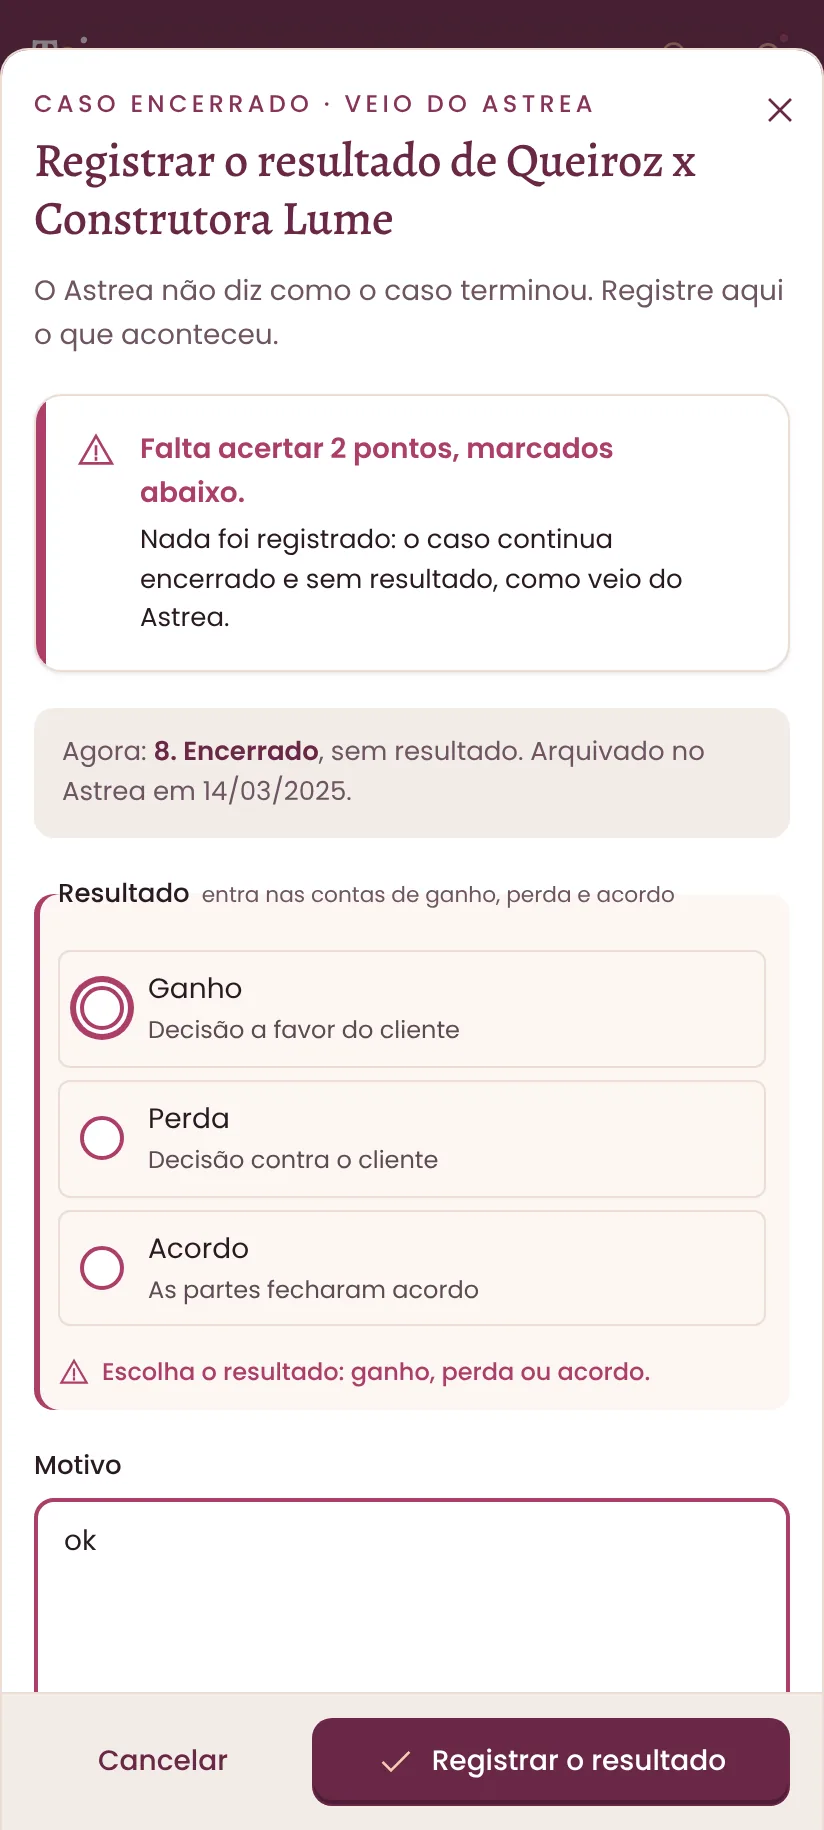 CASO ENCERRADO · VEIO DO ASTREA
Registrar o resultado de Queiroz x
Construtora Lume
O Astrea não diz como o caso terminou. Registre aqui
o que aconteceu.
Falta acertar 2 pontos, marcados
abaixo.
Nada foi registrado: o caso continua
encerrado e sem resultado, como veio do
Astrea.
Agora: 8. Encerrado, sem resultado. Arquivado no
Astrea em 14/03/2025.
Resultado entra nas contas de ganho, perda e acordo
Ganho
Decisão a favor do cliente
Perda
Decisão contra o cliente
Acordo
As partes fecharam acordo
Escolha o resultado: ganho, perda ou acordo.
Motivo
ok
Cancelar
Registrar o resultado